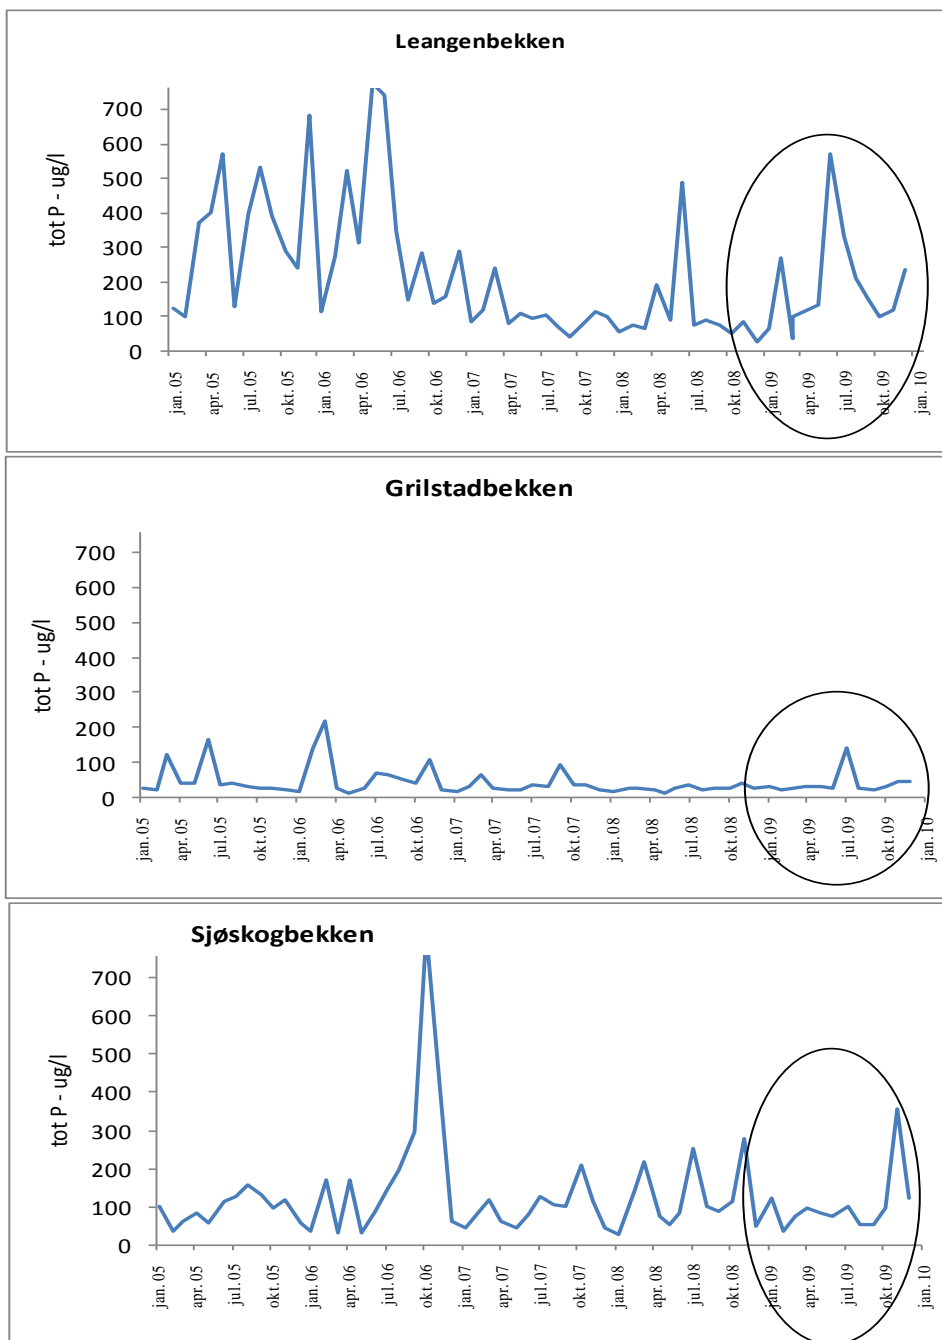 Leangenbekken
tot P - ug/l
700
600
500
400
300
200
100
0
jan. 05
apr. 05
jul. 05
okt. 05
jan. 06
apr. 06
jul. 06
okt. 06
jan. 07
apr. 07
jul. 07
okt. 07
jan. 08
apr. 08
jul. 08
okt. 08
jan. 09
apr. 09
jul. 09
okt. 09
jan. 10
Grilstadbekken
tot P - ug/l
700
600
500
400
300
200
100
0
jan. 05
apr. 05
jul. 05
okt. 05
jan. 06
apr. 06
jul. 06
okt. 06
jan. 07
apr. 07
jul. 07
okt. 07
jan. 08
apr. 08
jul. 08
okt. 08
jan. 09
apr. 09
jul. 09
okt. 09
jan. 10
Sjøskogbekken
tot P - ug/l
700
600
500
400
300
200
100
0
jan. 05
apr. 05
jul. 05
okt. 05
jan. 06
apr. 06
jul. 06
okt. 06
jan. 07
apr. 07
jul. 07
okt. 07
jan. 08
apr. 08
jul. 08
okt. 08
jan. 09
apr. 09
jul. 09
okt. 09
jan. 10